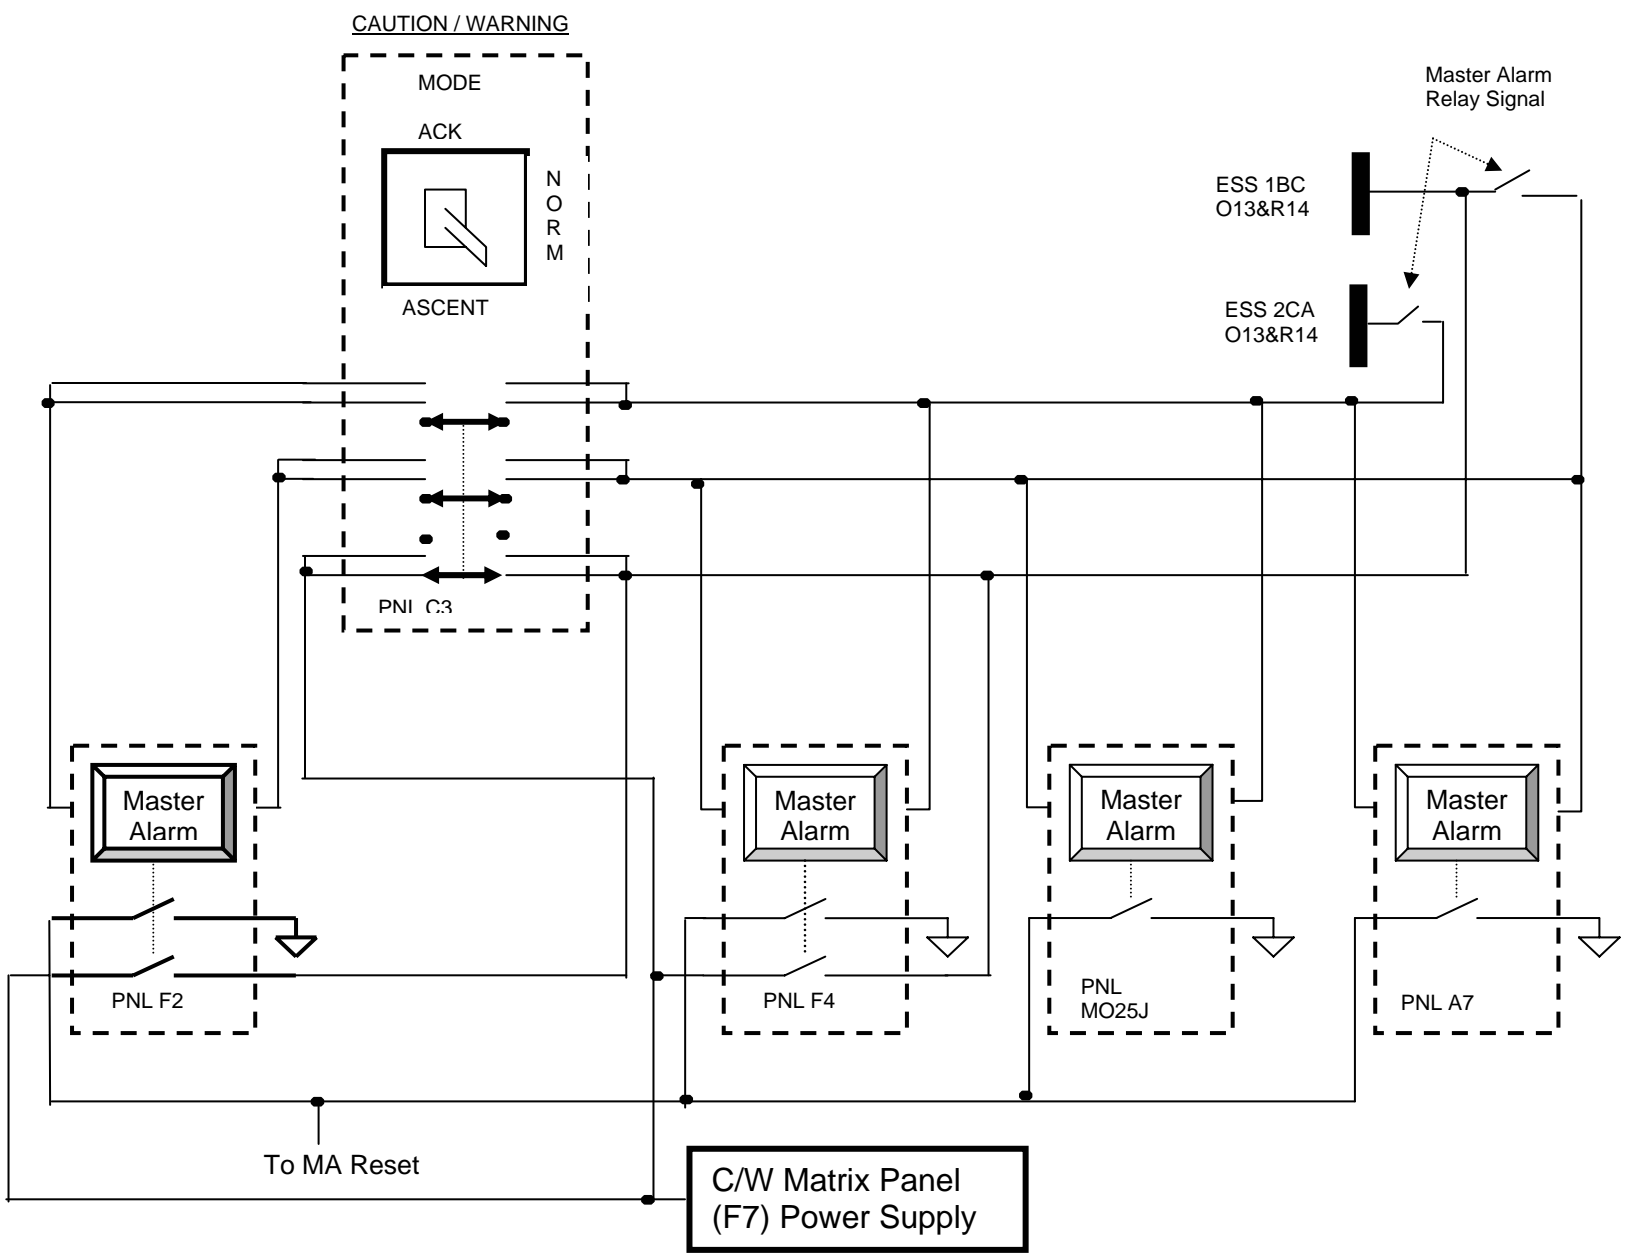 CAUTION / WARNING
MODE
ACK
N
O
R
M
ASCENT
Master Alarm
Relay Signal
ESS 1BC
O13&R14
ESS 2CA
O13&R14
PNL C3
Master
Alarm
PNL F2
Master
Alarm
PNL F4
Master
Alarm
PNL
MO25J
Master
Alarm
PNL A7
To MA Reset
C/W Matrix Panel
(F7) Power Supply